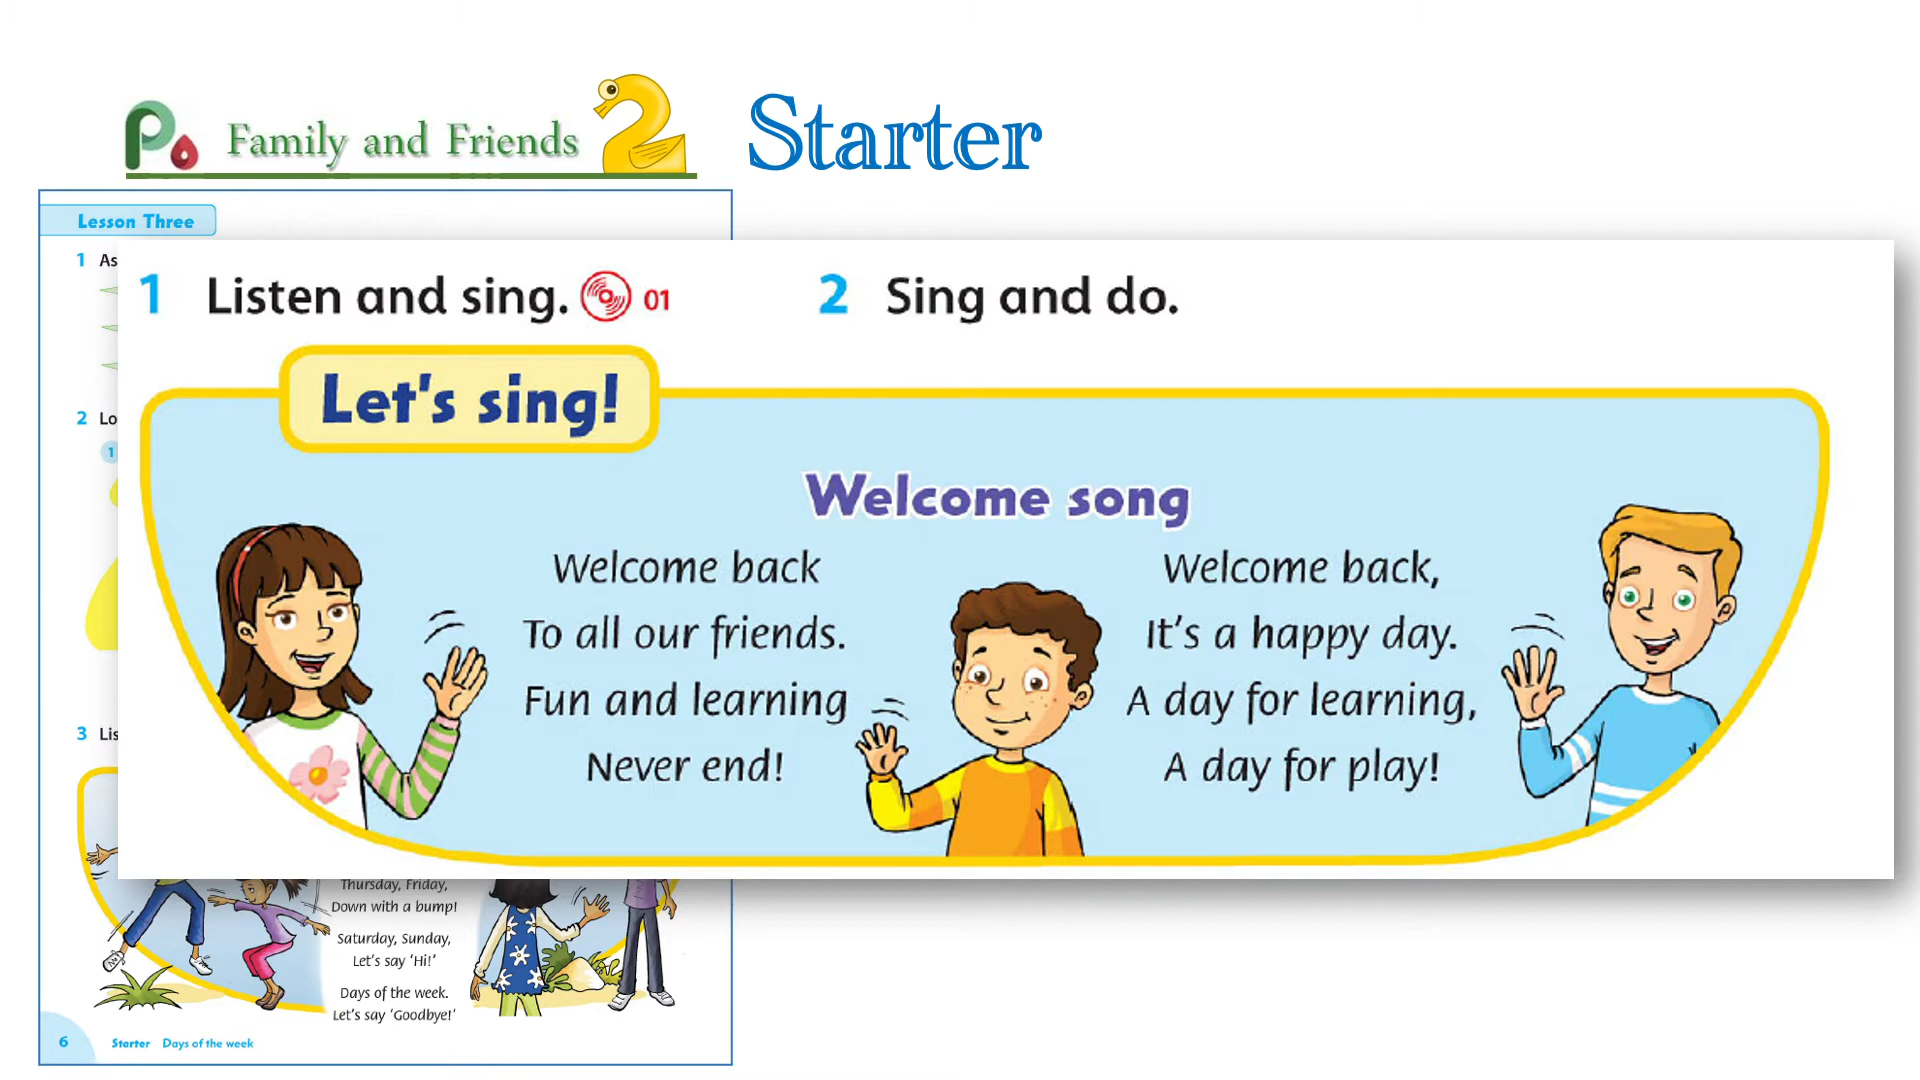 Family and Friends 2 Starter
Lesson Three
1 As
1 Listen and sing. 01
2 Sing and do.
Let's sing!
Welcome song
Welcome back
To all our friends.
Fun and learning
Never end!
Welcome back,
It's a happy day.
A day for learning,
A day for play!
2 Lo
1
3 Lis
Thursday, Friday,
Down with a bump!
Saturday, Sunday,
Let's say 'Hi!'
Days of the week.
Let's say 'Goodbye!'
6 Starter Days of the week